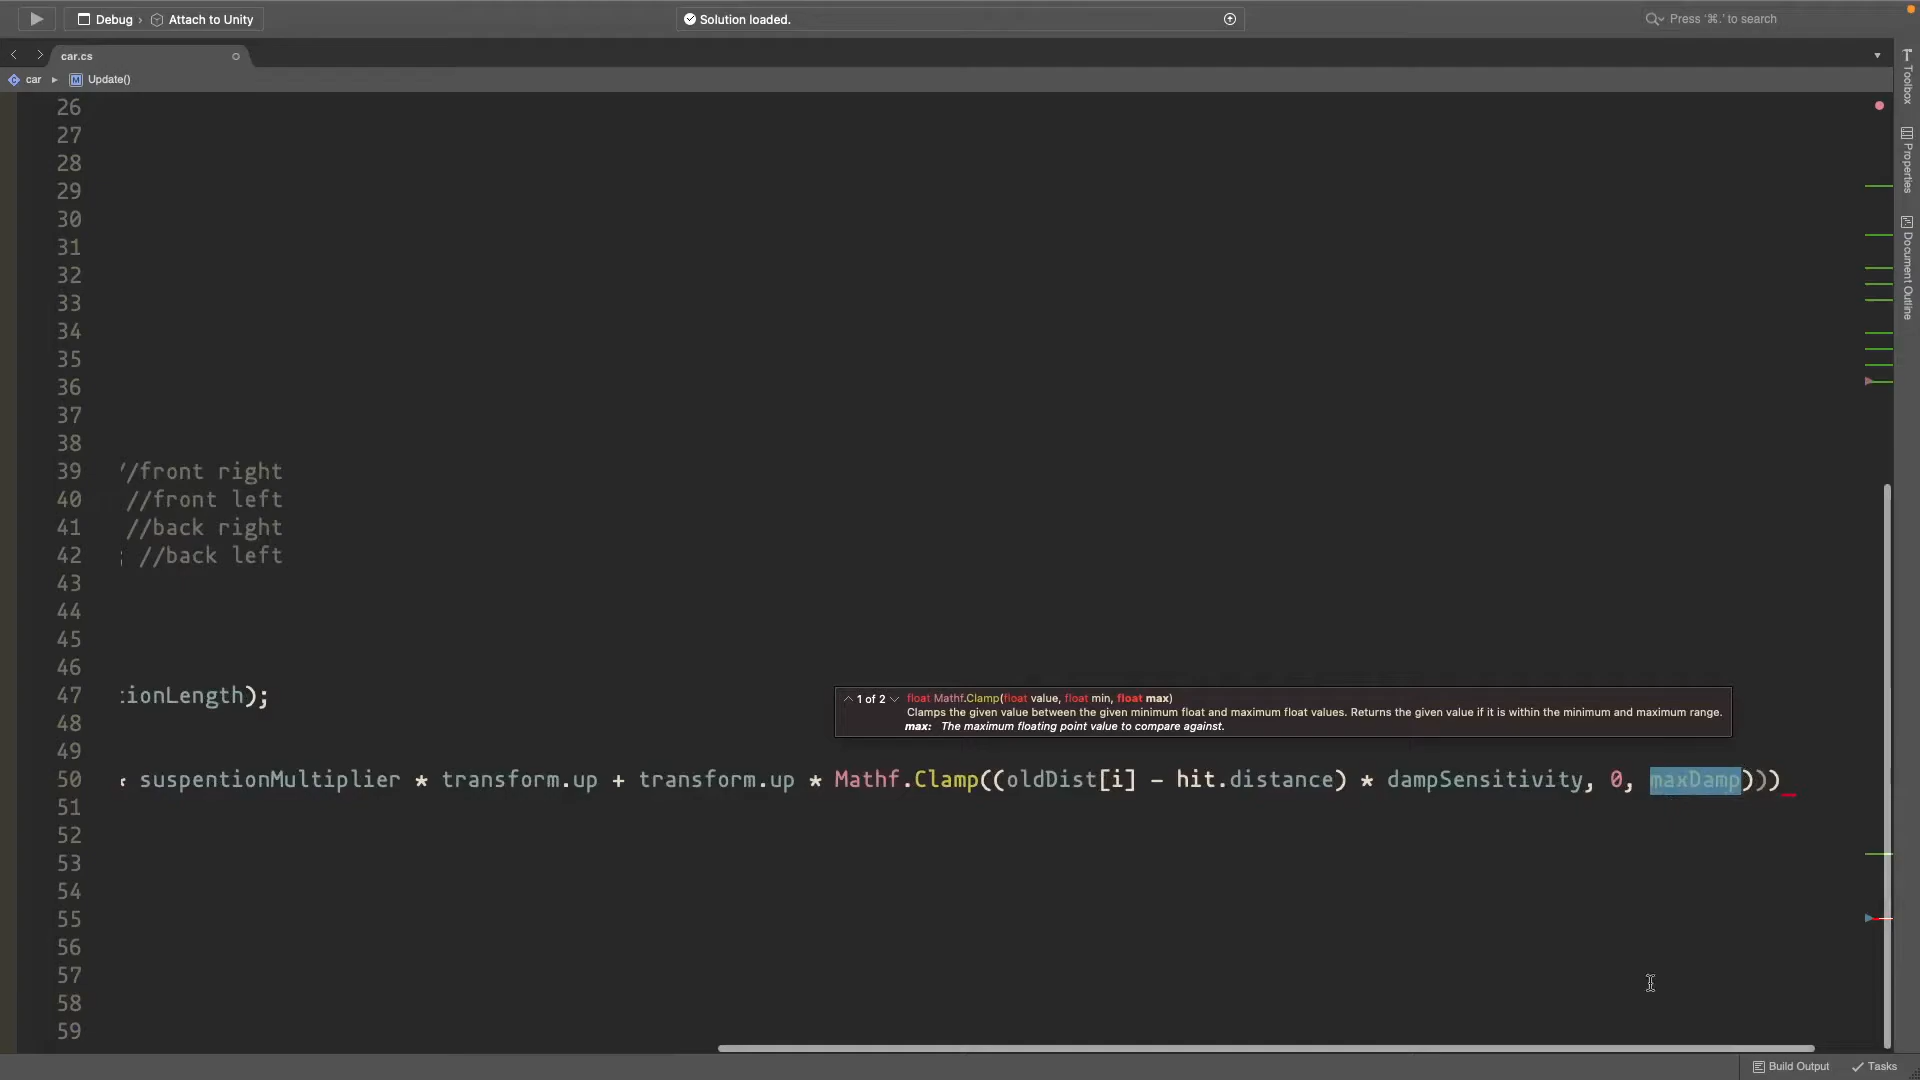 Debug › Attach to Unity
Solution loaded.
Press '⌘.' to search
car.cs
car ▸ M Update()
Toolbox
Properties
Document Outline
26
27
28
29
30
31
32
33
34
35
36
37
38
39 //front right
40 //front left
41 //back right
42 ; //back left
43
44
45
46
47 :ionLength);
1 of 2 float Mathf.Clamp(float value, float min, float max)
Clamps the given value between the given minimum float and maximum float values. Returns the given value if it is within the minimum and maximum range.
max: The maximum floating point value to compare against.
48
49
50 * suspentionMultiplier * transform.up + transform.up * Mathf.Clamp((oldDist[i] - hit.distance) * dampSensitivity, 0, maxDamp)))
51
52
53
54
55
56
57
58
59
Build Output
Tasks